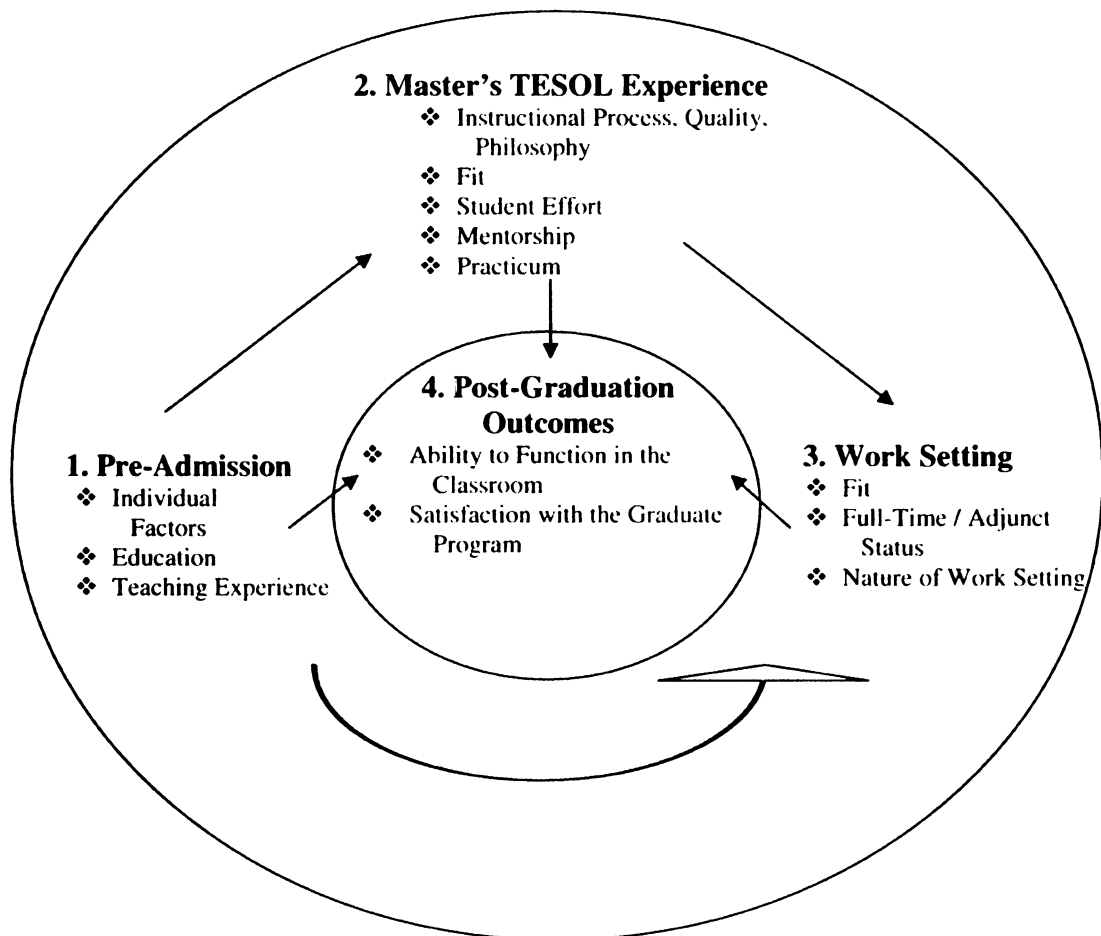 2. Master's TESOL Experience
❖ Instructional Process, Quality,
Philosophy
❖ Fit
❖ Student Effort
❖ Mentorship
❖ Practicum
4. Post-Graduation
Outcomes
❖ Ability to Function in the
Classroom
❖ Satisfaction with the Graduate
Program
1. Pre-Admission
❖ Individual
Factors
❖ Education
❖ Teaching Experience
3. Work Setting
❖ Fit
❖ Full-Time / Adjunct
Status
❖ Nature of Work Setting